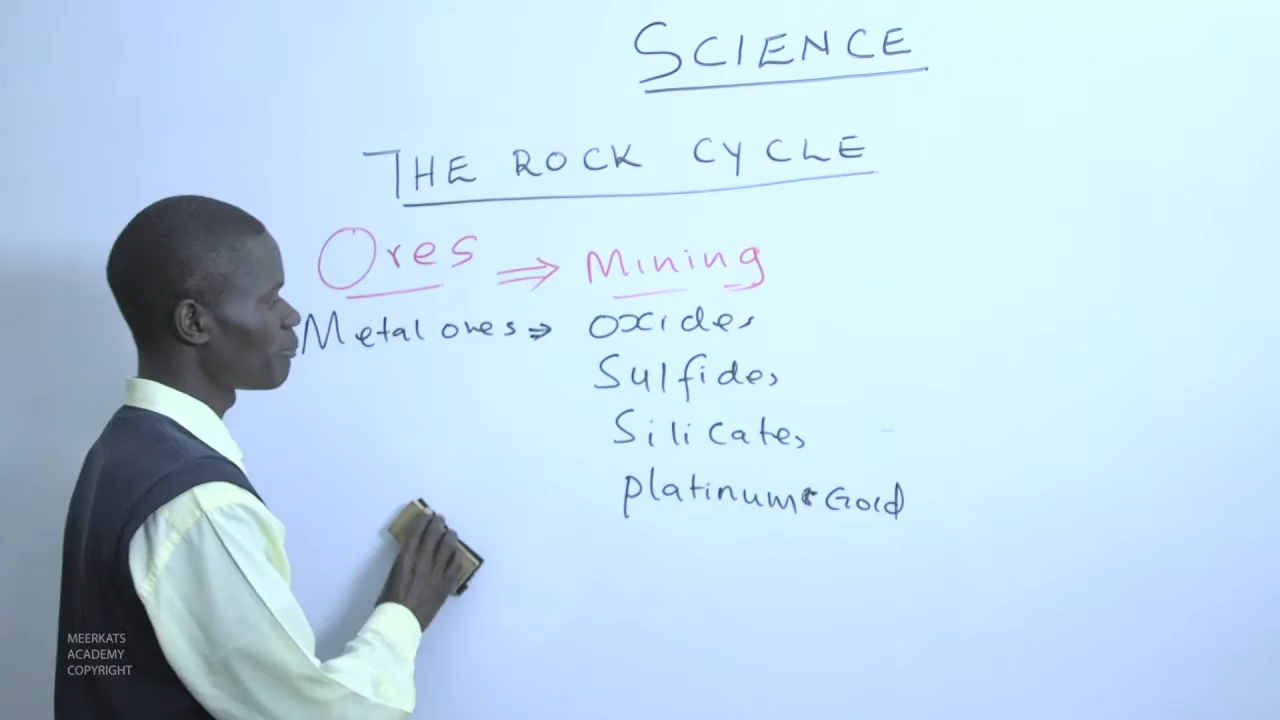 SCIENCE
THE ROCK CYCLE
Ores ⇒ Mining
Metal ores ⇒ oxides
Sulfides
Silicates
platinum & Gold
MEERKATS
ACADEMY
COPYRIGHT